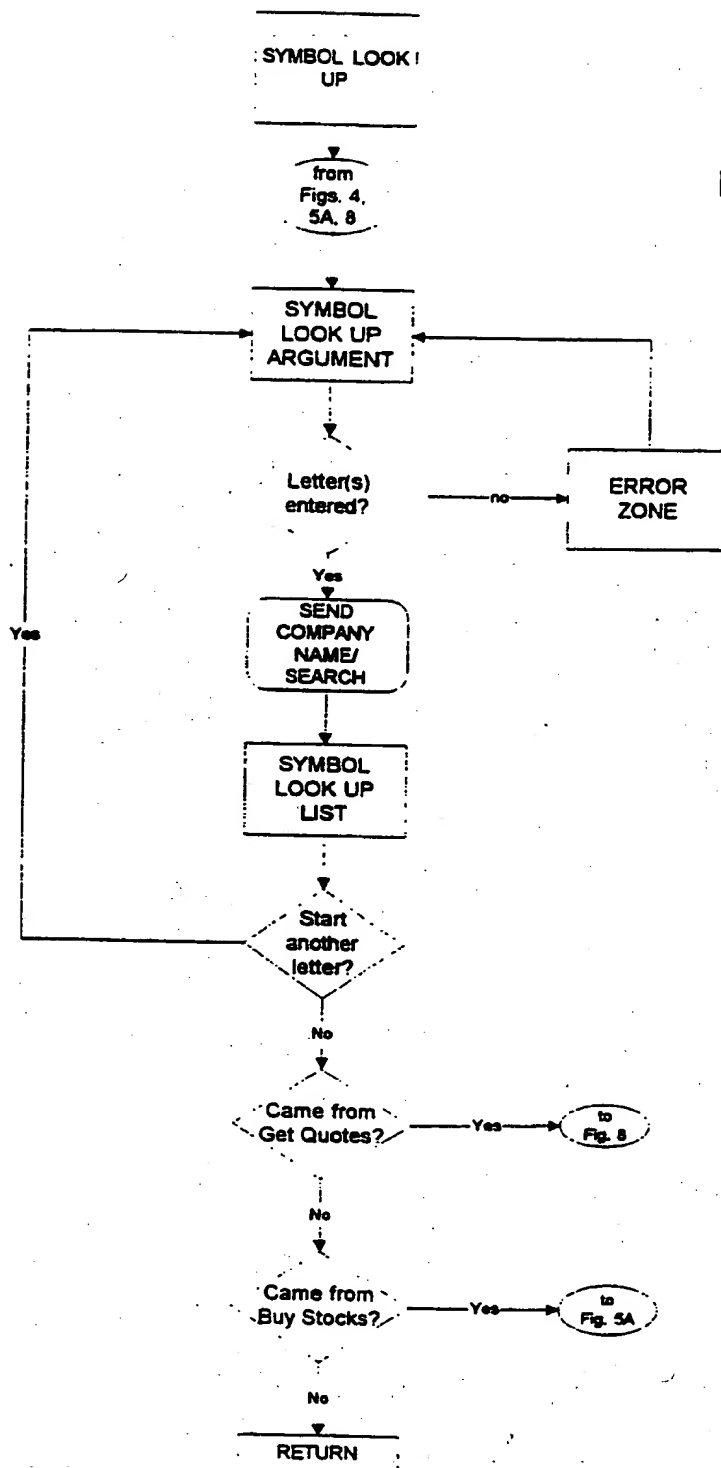 SYMBOL LOOK
UP
from
Figs. 4,
5A, 8
SYMBOL
LOOK UP
ARGUMENT
Letter(s)
entered?
no
ERROR
ZONE
Yes
SEND
COMPANY
NAME/
SEARCH
Yes
SYMBOL
LOOK UP
LIST
Start
another
letter?
No
Came from
Get Quotes?
Yes
to
Fig. 8
No
Came from
Buy Stocks?
Yes
to
Fig. 5A
No
RETURN